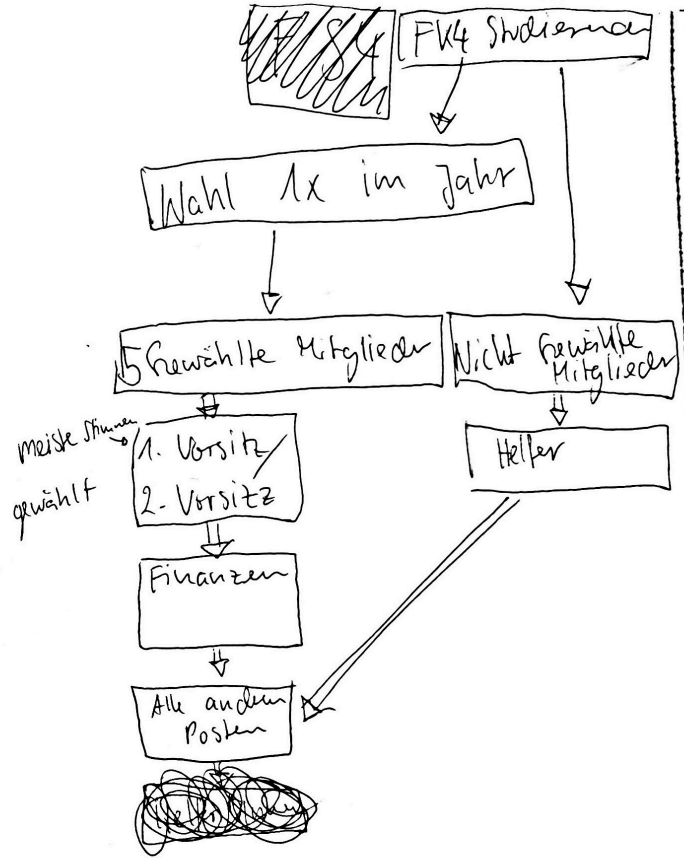 FK4 Studierende
Wahl 1x im Jahr
5 Gewählte Mitglieder
Nicht Gewählte
Mitglieder
meiste Stimmen
1. Vorsitz/
gewählt
2. Vorsitz
Helfer
Finanzen
Alle andern
Posten